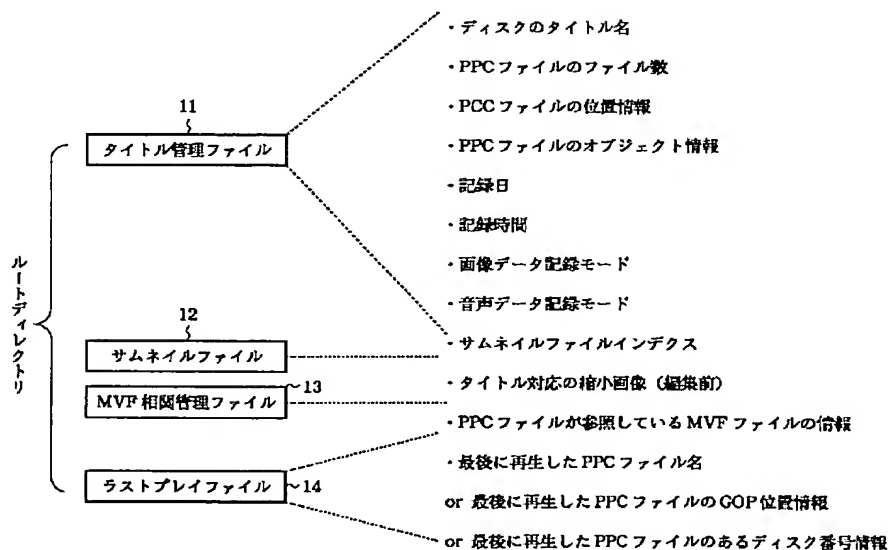 ・ディスクのタイトル名
・PPCファイルのファイル数
11
・PCCファイルの位置情報
タイトル管理ファイル
・PPCファイルのオブジェクト情報
・記録日
・記録時間
・画像データ記録モード
・音声データ記録モード
ルートディレクトリ
12
・サムネイルファイルインデクス
サムネイルファイル
13
・タイトル対応の縮小画像(編集前)
MVF相関管理ファイル
・PPCファイルが参照しているMVFファイルの情報
・最後に再生したPPCファイル名
ラストプレイファイル
14
or 最後に再生したPPCファイルのGOP位置情報
or 最後に再生したPPCファイルのあるディスク番号情報